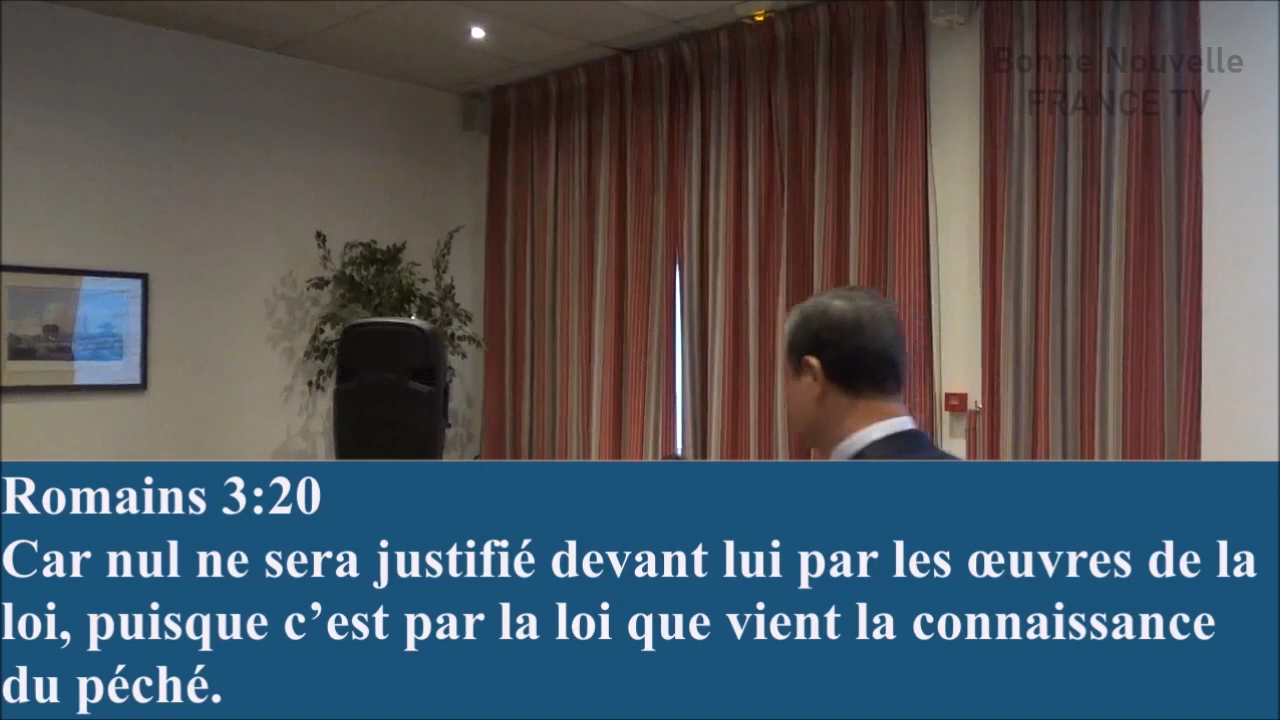 Bonne Nouvelle
FRANCE TV
Romains 3:20
Car nul ne sera justifié devant lui par les œuvres de la
loi, puisque c’est par la loi que vient la connaissance
du péché.